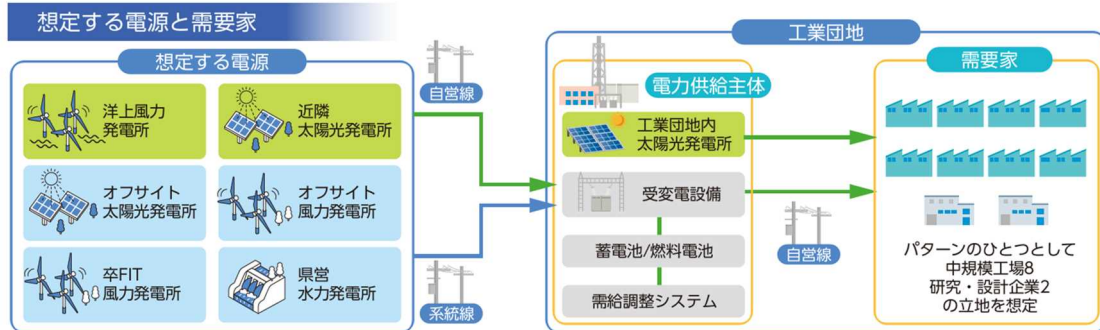 想定する電源と需要家
想定する電源
洋上風力
発電所
近隣
太陽光発電所
オフサイト
太陽光発電所
オフサイト
風力発電所
卒FIT
風力発電所
県営
水力発電所
自営線
系統線
工業団地
電力供給主体
工業団地内
太陽光発電所
受変電設備
蓄電池/燃料電池
需給調整システム
自営線
需要家
パターンのひとつとして
中規模工場8
研究・設計企業2
の立地を想定